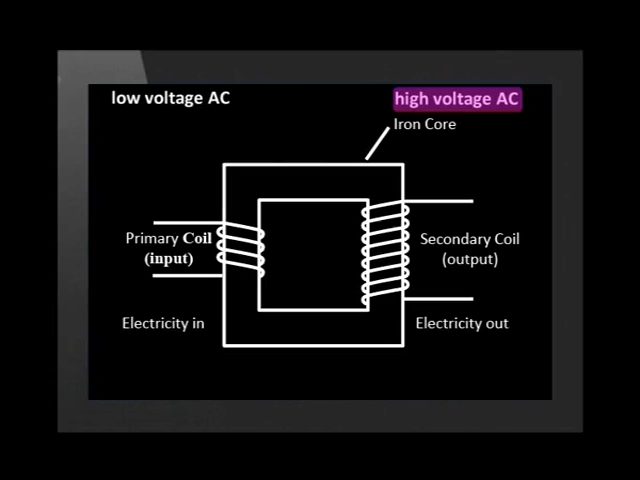 low voltage AC
high voltage AC
Iron Core
Primary Coil
(input)
Secondary Coil
(output)
Electricity in
Electricity out